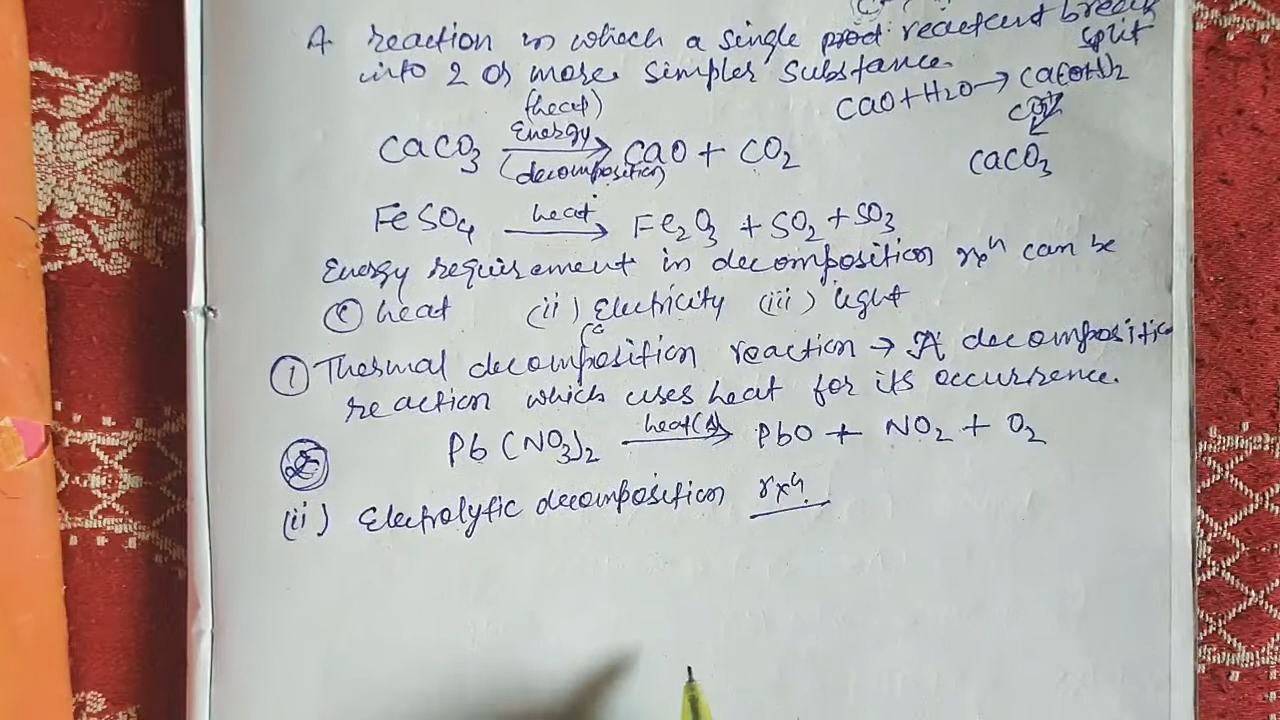 A reaction in which a single reactant break
split
into 2 or more simpler substance.
CaO + H2O → Ca(OH)2
CaCO3
(heat)
CaCO3 Energy→ CaO + CO2
(decomposition)
FeSO4 heat→ Fe2O3 + SO2 + SO3
Energy requirement in decomposition rxn can be
(i) heat (ii) Electricity (iii) light
① Thermal decomposition reaction → A decomposition
reaction which uses heat for its occurrence.
Pb(NO3)2 heat(Δ)→ PbO + NO2 + O2
(ii) Electrolytic decomposition rxn.